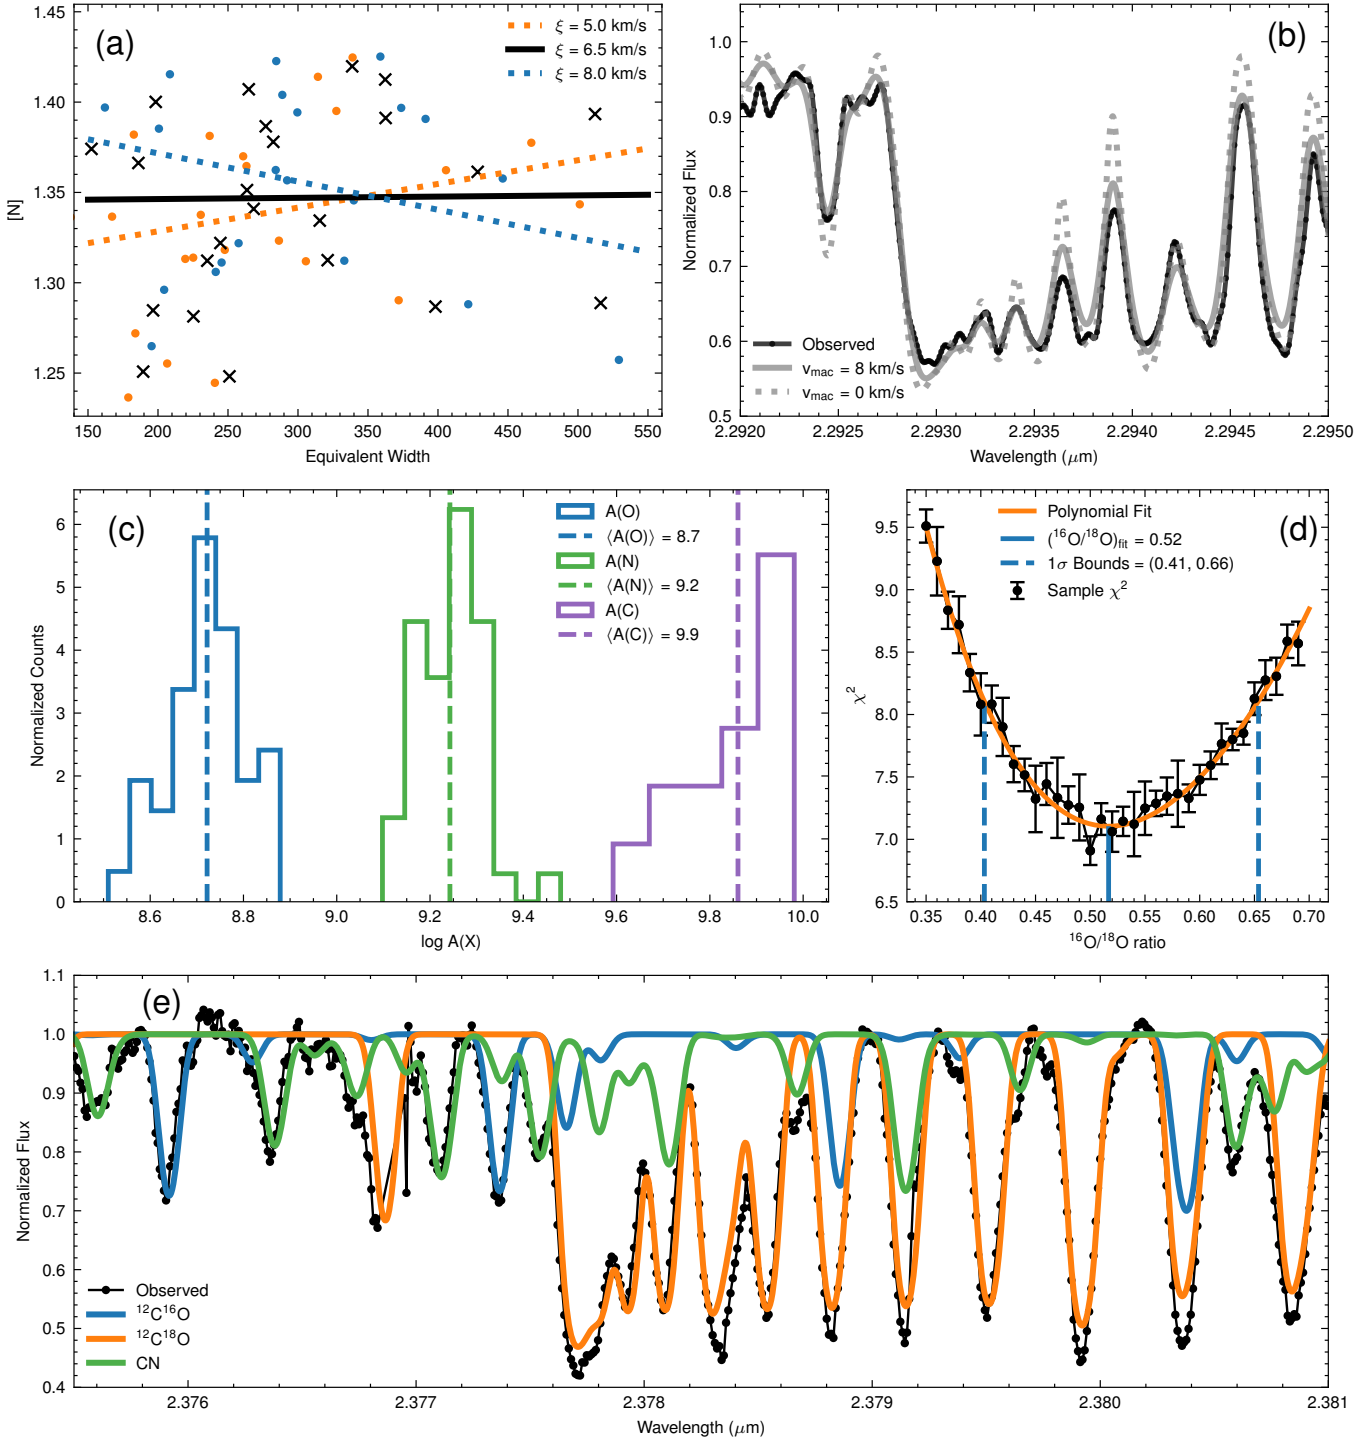 (a)
ξ = 5.0 km/s
ξ = 6.5 km/s
ξ = 8.0 km/s
1.45
1.40
1.35
1.30
1.25
[N]
150 200 250 300 350 400 450 500 550
Equivalent Width
(b)
1.0
0.9
0.8
0.7
0.6
0.5
Normalized Flux
Observed
v_mac = 8 km/s
v_mac = 0 km/s
2.2920 2.2925 2.2930 2.2935 2.2940 2.2945 2.2950
Wavelength (μm)
(c)
6
5
4
3
2
1
0
Normalized Counts
A(O)
⟨A(O)⟩ = 8.7
A(N)
⟨A(N)⟩ = 9.2
A(C)
⟨A(C)⟩ = 9.9
8.6 8.8 9.0 9.2 9.4 9.6 9.8 10.0
log A(X)
(d)
9.5
9.0
8.5
8.0
7.5
7.0
6.5
χ²
Polynomial Fit
(¹⁶O/¹⁸O)_fit = 0.52
1σ Bounds = (0.41, 0.66)
Sample χ²
0.35 0.40 0.45 0.50 0.55 0.60 0.65 0.70
¹⁶O/¹⁸O ratio
(e)
1.1
1.0
0.9
0.8
0.7
0.6
0.5
0.4
Normalized Flux
Observed
¹²C¹⁶O
¹²C¹⁸O
CN
2.376 2.377 2.378 2.379 2.380 2.381
Wavelength (μm)